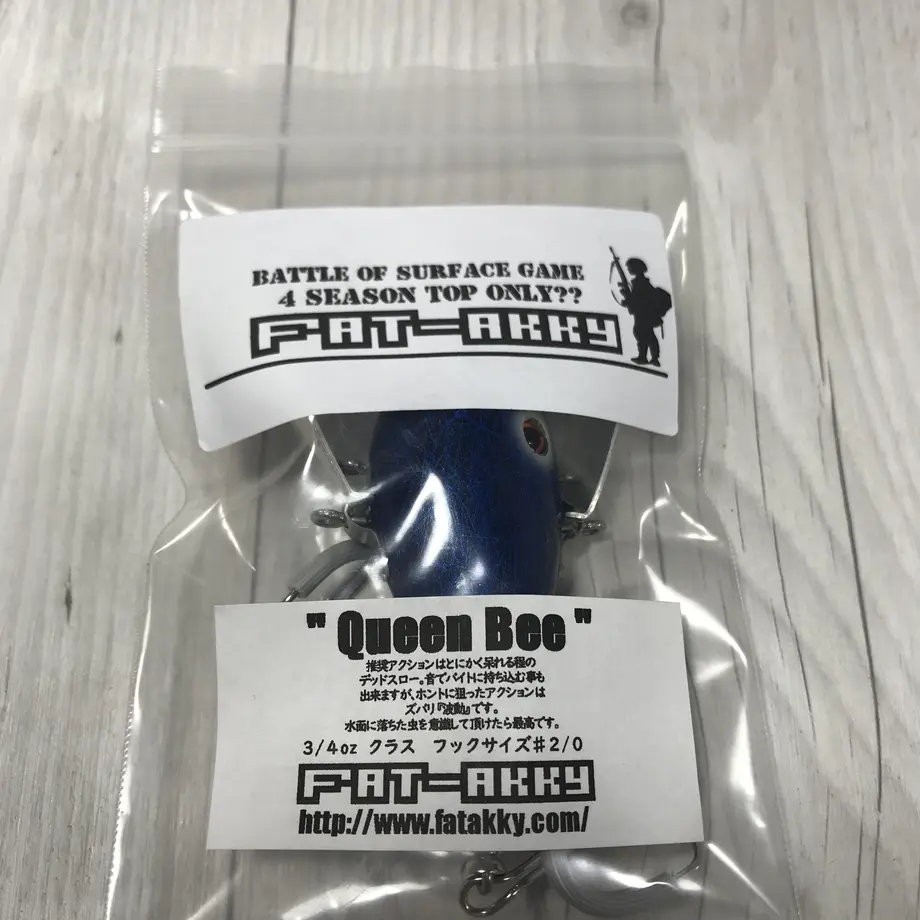 BATTLE OF SURFACE GAME
4 SEASON TOP ONLY??
FAT-AKKY
" Queen Bee "
推奨アクションはとにかく呆れる程の
デッドスロー。音でバイトに持ち込む事も
出来ますが、ホントに狙ったアクションは
ズバリ『波動』です。
水面に落ちた虫を意識して頂けたら最高です。
3/4oz クラス フックサイズ♯2/0
FAT-AKKY
http://www.fatakky.com/